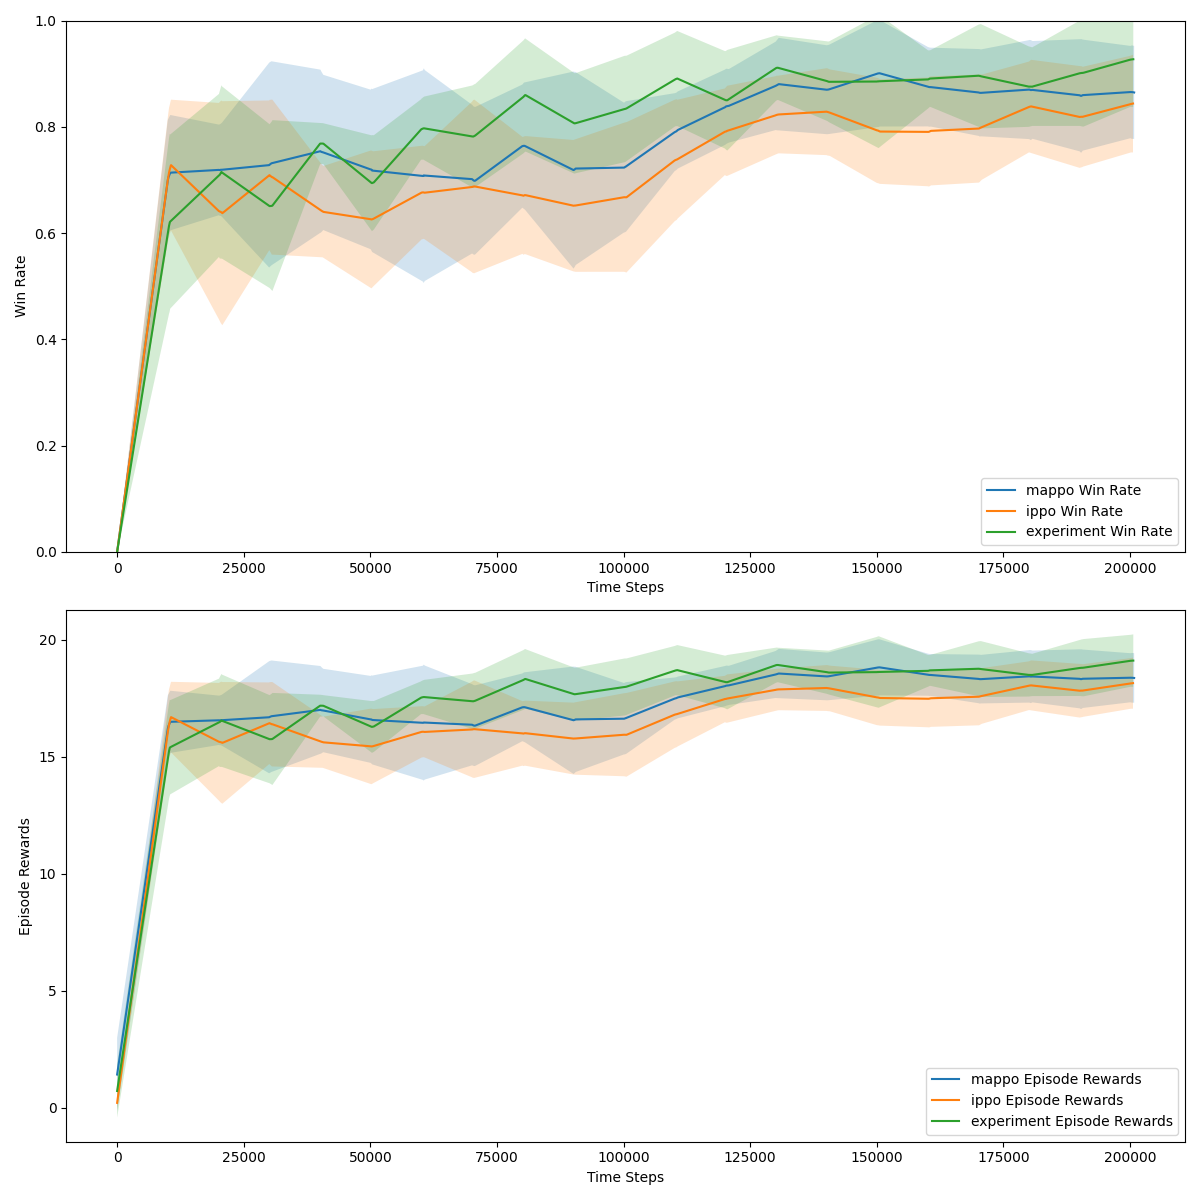 1.0
0.8
0.6
0.4
0.2
0.0
Win Rate
mappo Win Rate
ippo Win Rate
experiment Win Rate
0 25000 50000 75000 100000 125000 150000 175000 200000
Time Steps
20
15
10
5
0
Episode Rewards
mappo Episode Rewards
ippo Episode Rewards
experiment Episode Rewards
0 25000 50000 75000 100000 125000 150000 175000 200000
Time Steps